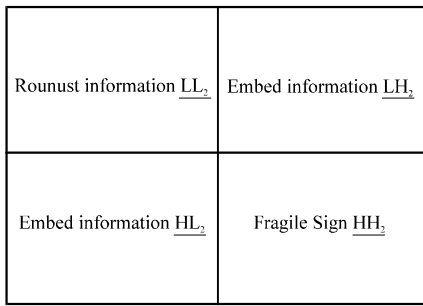 Rounust information LL₂
Embed information LH₂
Embed information HL₂
Fragile Sign HH₂